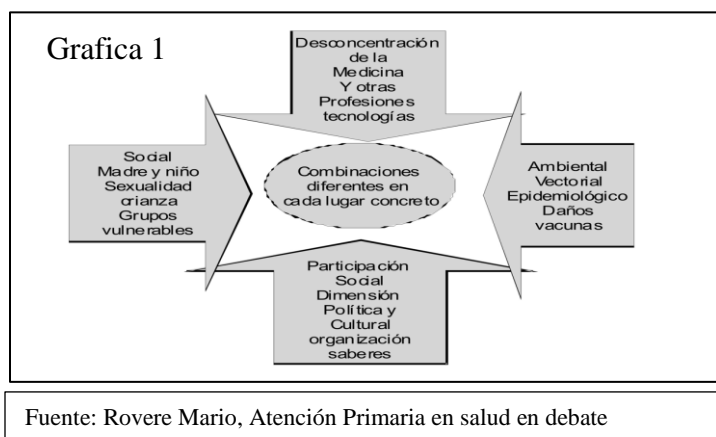 Grafica 1
Desconcentración
de la
Medicina
Y otras
Profesiones
tecnologías
Social
Madre y niño
Sexualidad
crianza
Grupos
vulnerables
Combinaciones
diferentes en
cada lugar concreto
Ambiental
Vectorial
Epidemiológico
Daños
vacunas
Participación
Social
Dimensión
Política y
Cultural
organización
saberes
Fuente: Rovere Mario, Atención Primaria en salud en debate